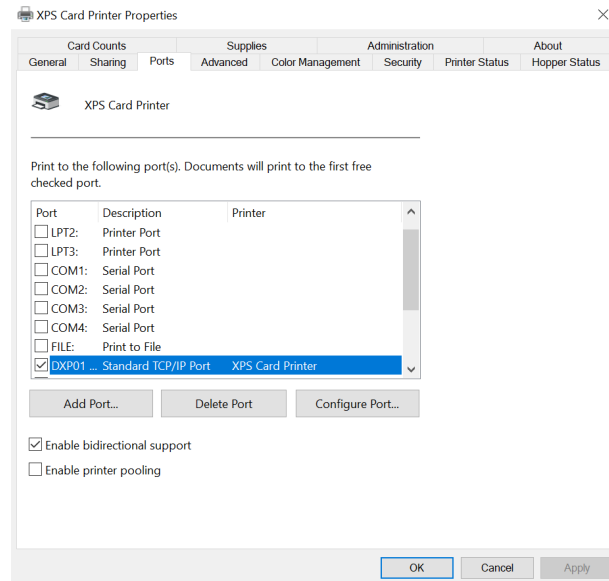 XPS Card Printer Properties
Card Counts Supplies Administration About
General Sharing Ports Advanced Color Management Security Printer Status Hopper Status
XPS Card Printer
Print to the following port(s). Documents will print to the first free
checked port.
Port Description Printer
LPT2: Printer Port
LPT3: Printer Port
COM1: Serial Port
COM2: Serial Port
COM3: Serial Port
COM4: Serial Port
FILE: Print to File
DXP01 ... Standard TCP/IP Port XPS Card Printer
Add Port... Delete Port Configure Port...
Enable bidirectional support
Enable printer pooling
OK Cancel Apply